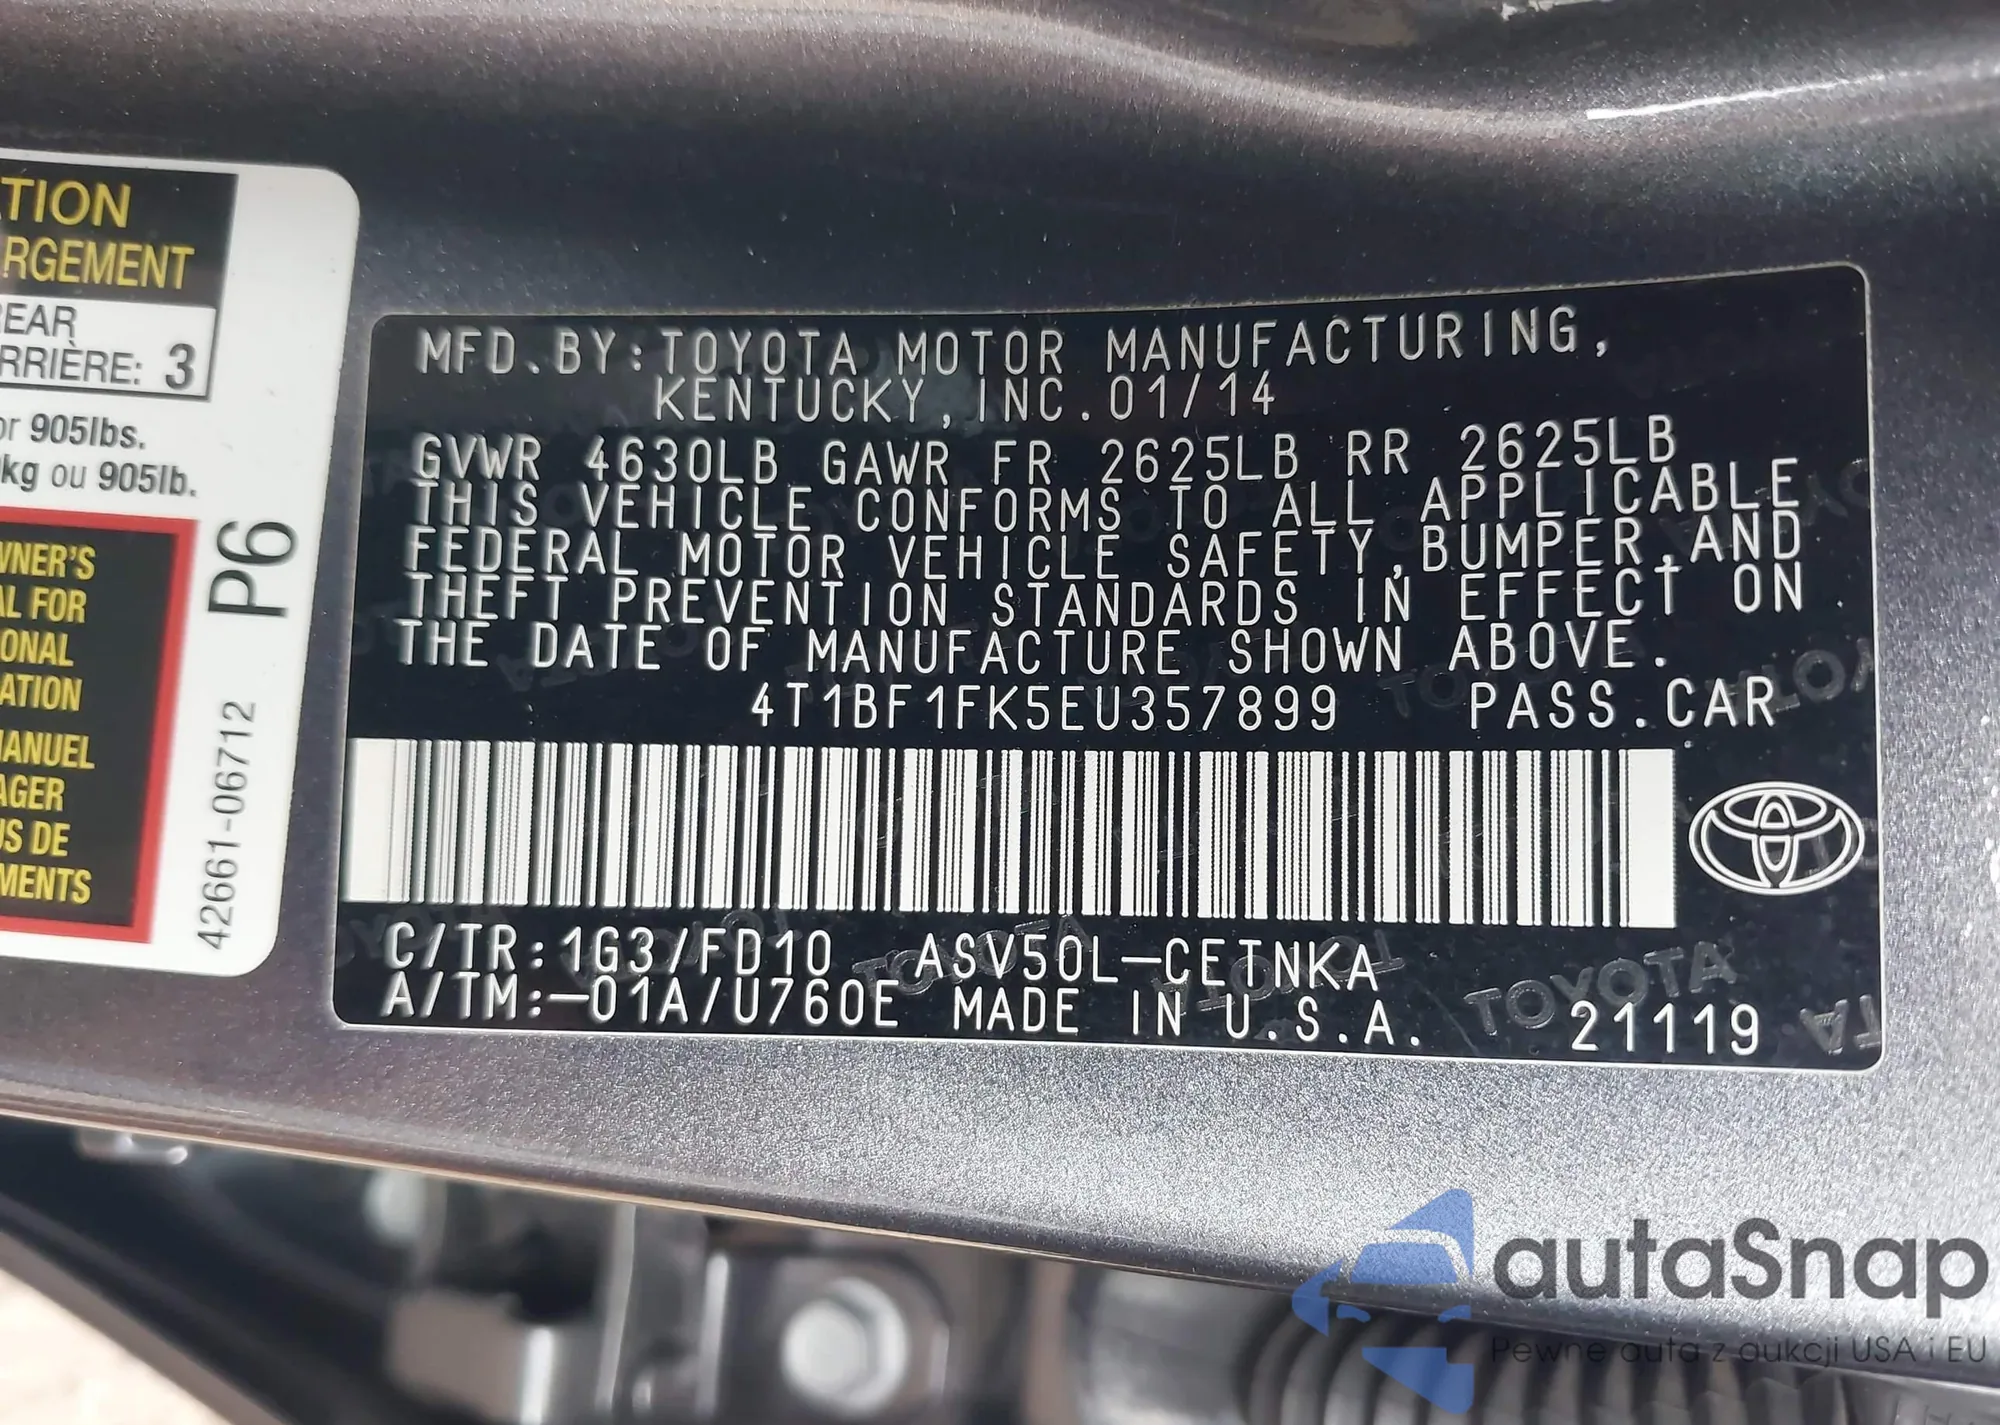 TION
RGEMENT
REAR
RRIÈRE: 3
or 905lbs.
kg ou 905lb.
WNER'S
AL FOR
ONAL
ATION
MANUEL
AGER
US DE
MENTS
P6
42661-06712
MFD.BY:TOYOTA MOTOR MANUFACTURING,
KENTUCKY,INC.01/14
GVWR 4630LB GAWR FR 2625LB RR 2625LB
THIS VEHICLE CONFORMS TO ALL APPLICABLE
FEDERAL MOTOR VEHICLE SAFETY,BUMPER,AND
THEFT PREVENTION STANDARDS IN EFFECT ON
THE DATE OF MANUFACTURE SHOWN ABOVE.
4T1BF1FK5EU357899 PASS.CAR
C/TR:1G3/FD10 ASV50L-CETNKA
A/TM:-01A/U760E MADE IN U.S.A. 21119
autaSnap
Pewne auta z aukcji USA i EU